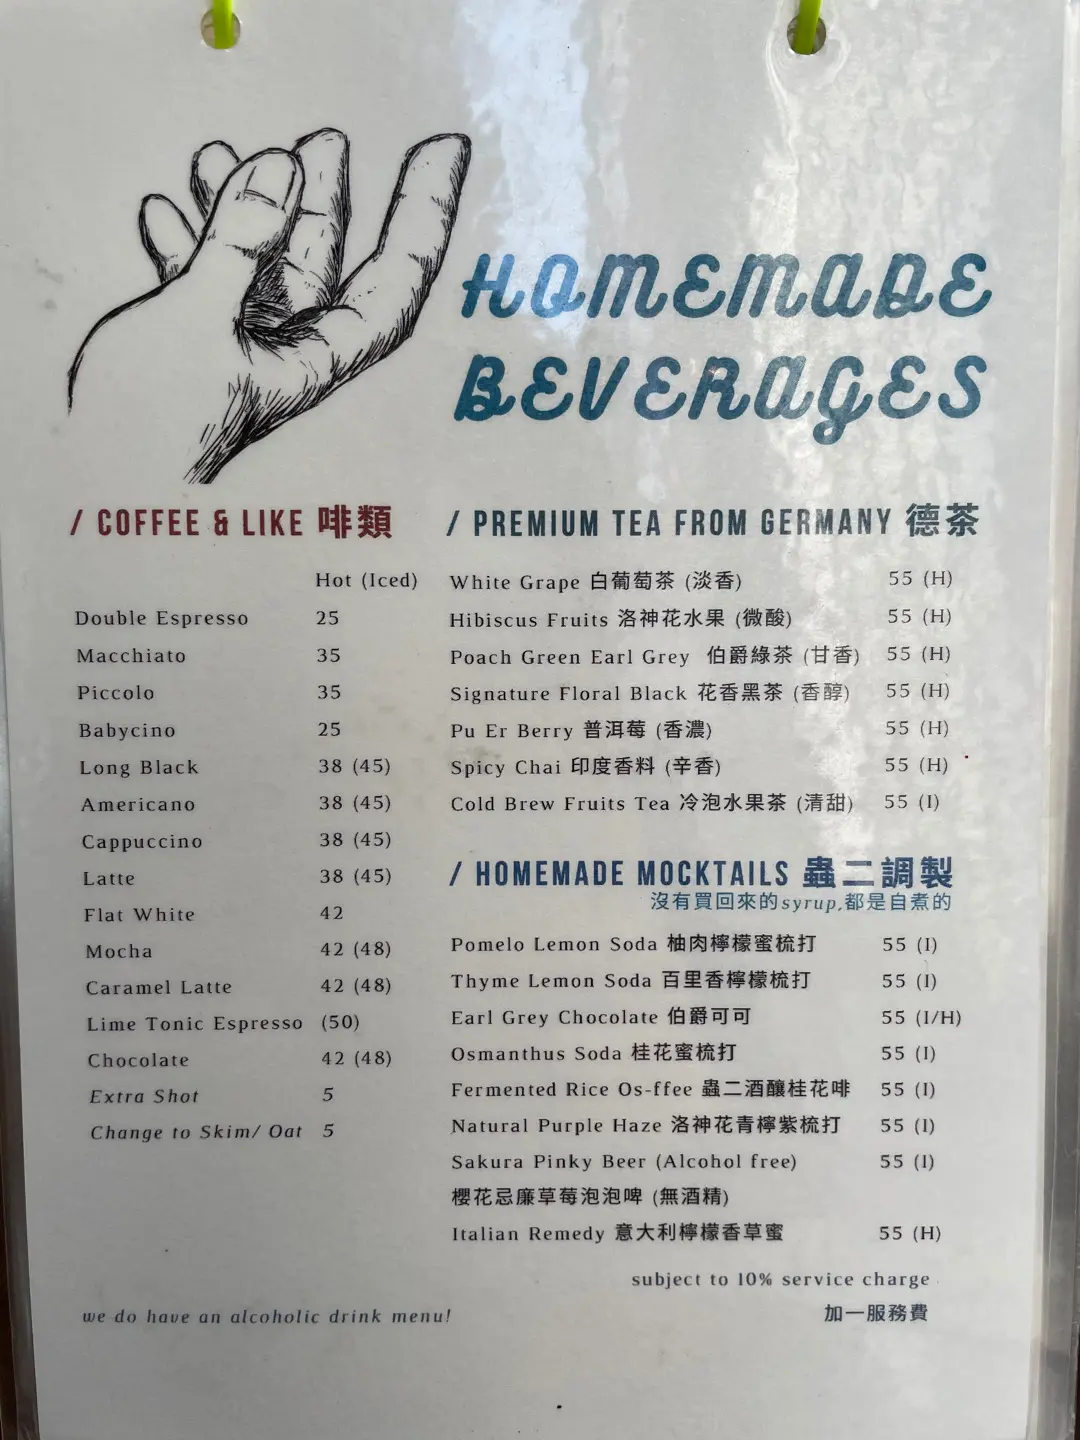 HOMEMADE
BEVERAGES
/ COFFEE & LIKE 啡類
Hot (Iced)
Double Espresso 25
Macchiato 35
Piccolo 35
Babycino 25
Long Black 38 (45)
Americano 38 (45)
Cappuccino 38 (45)
Latte 38 (45)
Flat White 42
Mocha 42 (48)
Caramel Latte 42 (48)
Lime Tonic Espresso (50)
Chocolate 42 (48)
Extra Shot 5
Change to Skim/ Oat 5
/ PREMIUM TEA FROM GERMANY 德茶
White Grape 白葡萄茶 (淡香) 55 (H)
Hibiscus Fruits 洛神花水果 (微酸) 55 (H)
Poach Green Earl Grey 伯爵綠茶 (甘香) 55 (H)
Signature Floral Black 花香黑茶 (香醇) 55 (H)
Pu Er Berry 普洱莓 (香濃) 55 (H)
Spicy Chai 印度香料 (辛香) 55 (H)
Cold Brew Fruits Tea 冷泡水果茶 (清甜) 55 (I)
/ HOMEMADE MOCKTAILS 蟲二調製
沒有買回來的syrup,都是自煮的
Pomelo Lemon Soda 柚肉檸檬蜜梳打 55 (I)
Thyme Lemon Soda 百里香檸檬梳打 55 (I)
Earl Grey Chocolate 伯爵可可 55 (I/H)
Osmanthus Soda 桂花蜜梳打 55 (I)
Fermented Rice Os-ffee 蟲二酒釀桂花啡 55 (I)
Natural Purple Haze 洛神花青檸紫梳打 55 (I)
Sakura Pinky Beer (Alcohol free) 55 (I)
櫻花忌廉草莓泡泡啤 (無酒精)
Italian Remedy 意大利檸檬香草蜜 55 (H)
subject to 10% service charge
加一服務費
we do have an alcoholic drink menu!